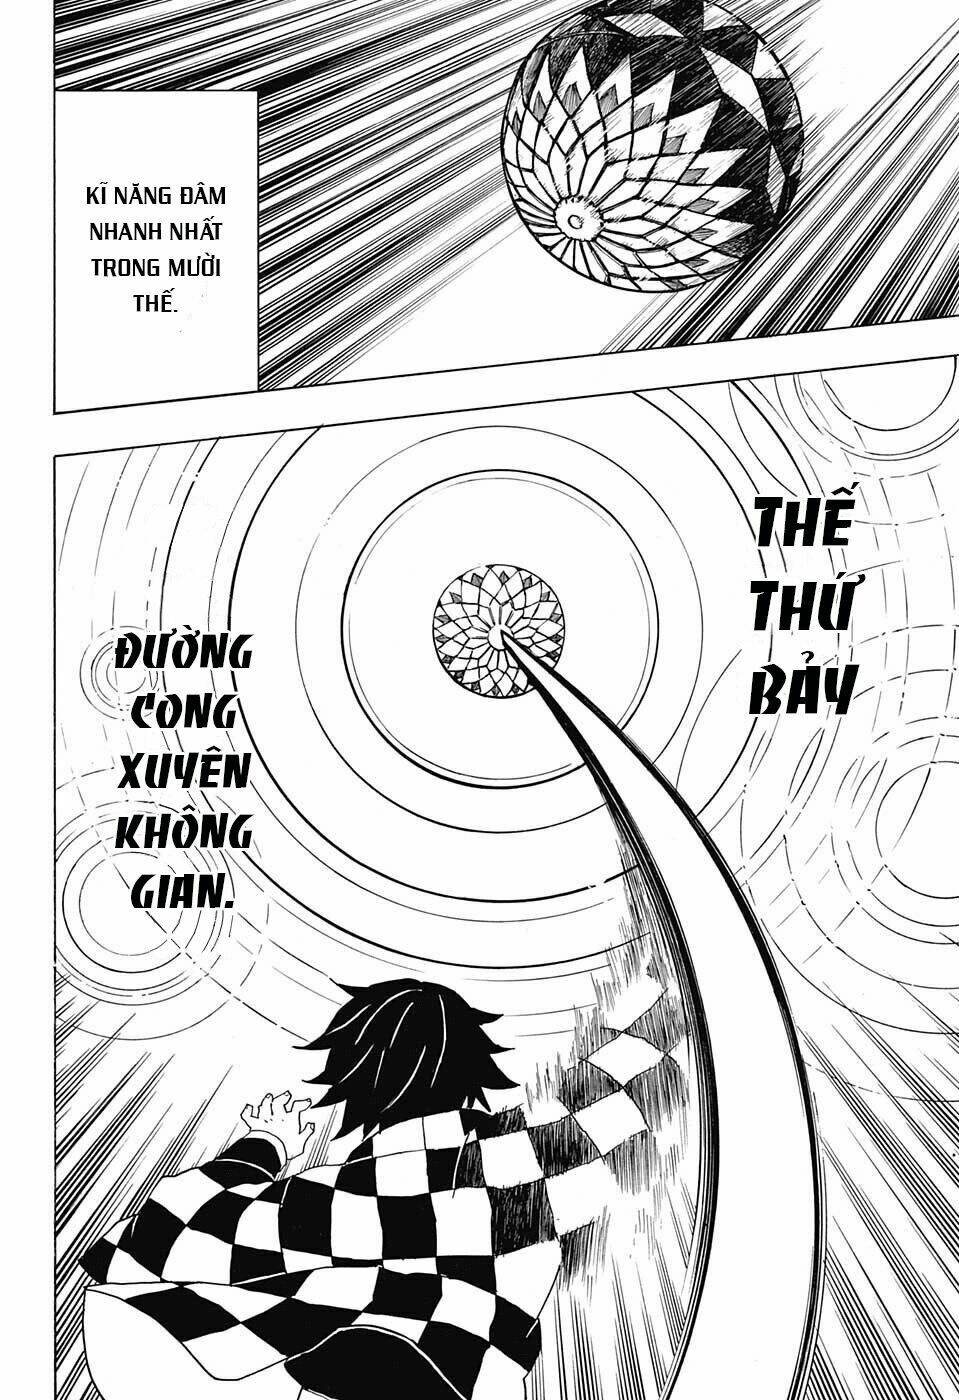 KĨ NĂNG ĐÂM
NHANH NHẤT
TRONG MƯỜI
THẾ.
THẾ
THỨ
BẢY
ĐƯỜNG
CONG
XUYÊN
KHÔNG
GIAN.